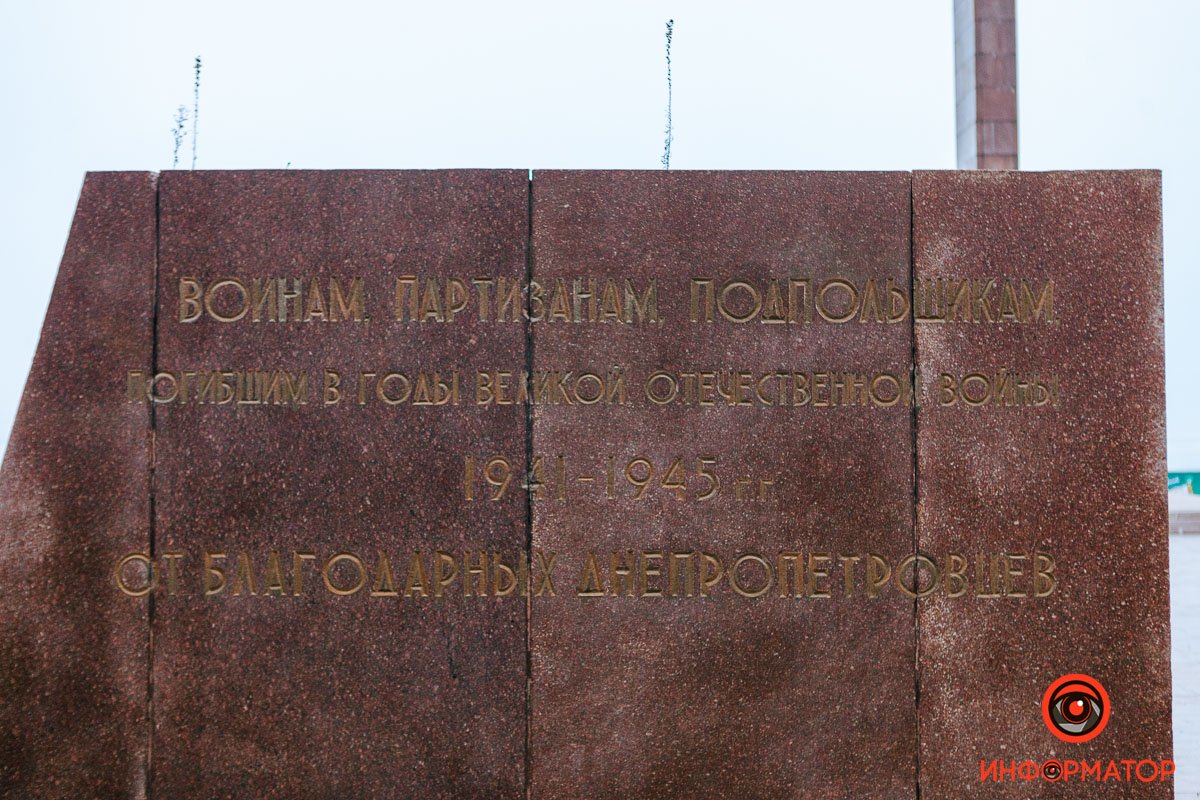 ВОИНАМ, ПАРТИЗАНАМ, ПОДПОЛЬЩИКАМ,
ПОГИБШИМ В ГОДЫ ВЕЛИКОЙ ОТЕЧЕСТВЕННОЙ ВОЙНЫ
1941-1945 гг.
ОТ БЛАГОДАРНЫХ ДНЕПРОПЕТРОВЦЕВ.
ИНФОРМАТОР